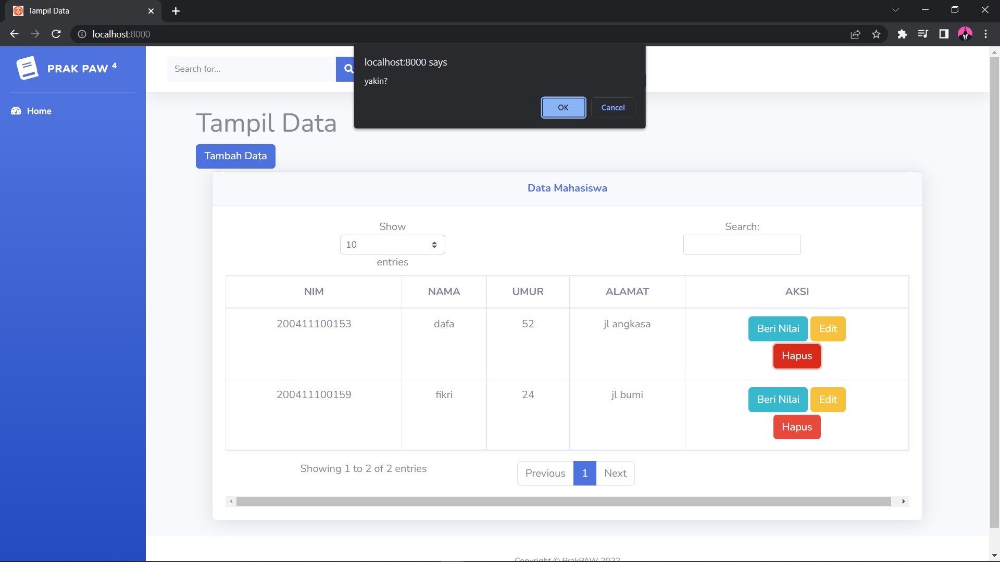 Tampil Data
localhost:8000
PRAK PAW 4
Search for...
localhost:8000 says
yakin?
OK Cancel
Home
Tampil Data
Tambah Data
Data Mahasiswa
Show
10
entries
Search:
NIM NAMA UMUR ALAMAT AKSI
200411100153 dafa 52 jl angkasa Beri Nilai Edit
Hapus
200411100159 fikri 24 jl bumi Beri Nilai Edit
Hapus
Showing 1 to 2 of 2 entries
Previous 1 Next
Copyright © PrakPAW 2022